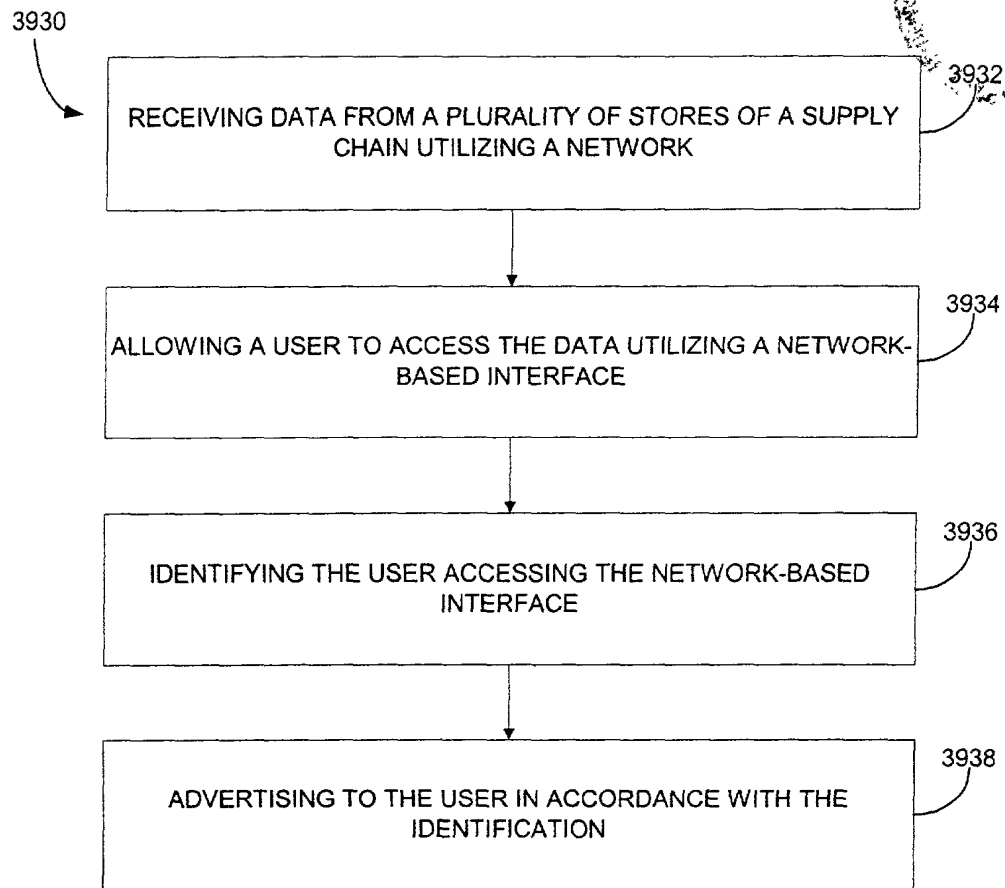 3930
3932
RECEIVING DATA FROM A PLURALITY OF STORES OF A SUPPLY
CHAIN UTILIZING A NETWORK
3934
ALLOWING A USER TO ACCESS THE DATA UTILIZING A NETWORK-
BASED INTERFACE
3936
IDENTIFYING THE USER ACCESSING THE NETWORK-BASED
INTERFACE
3938
ADVERTISING TO THE USER IN ACCORDANCE WITH THE
IDENTIFICATION